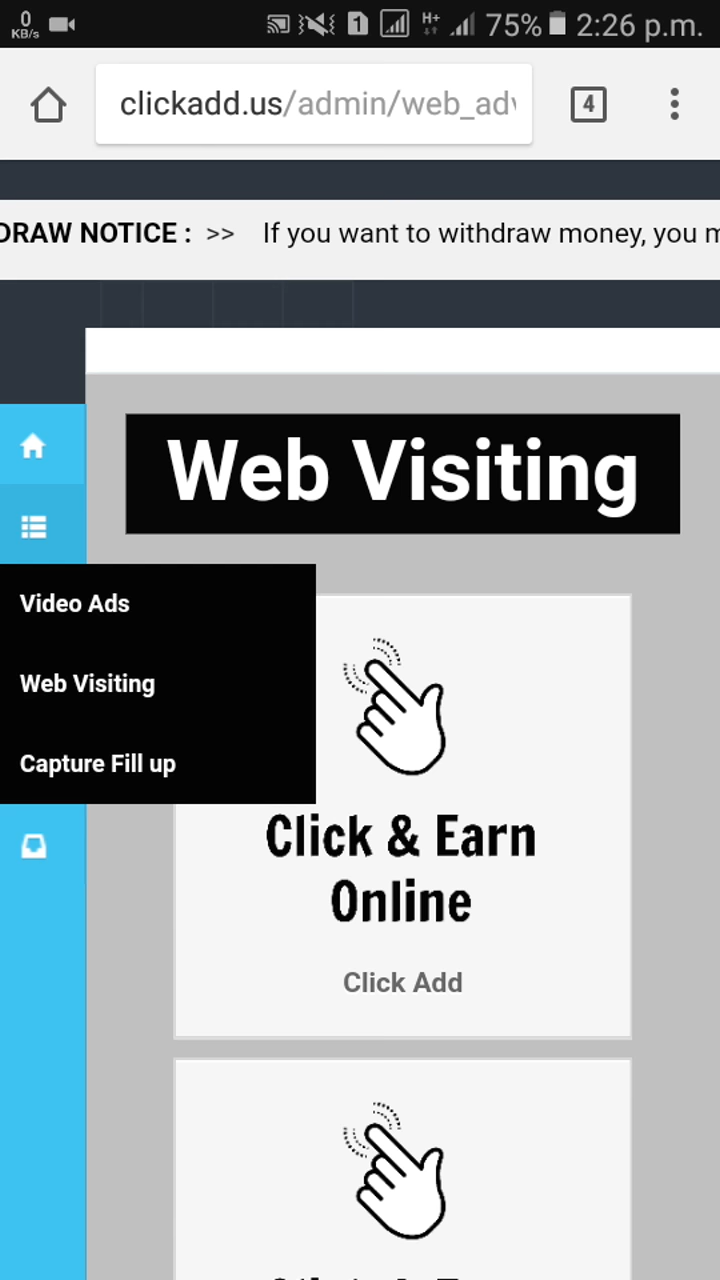 0
KB/s
1
H+
75%
2:26 p.m.
clickadd.us/admin/web_adv
4
DRAW NOTICE : >> If you want to withdraw money, you m
Web Visiting
Video Ads
Web Visiting
Capture Fill up
Click & Earn
Online
Click Add